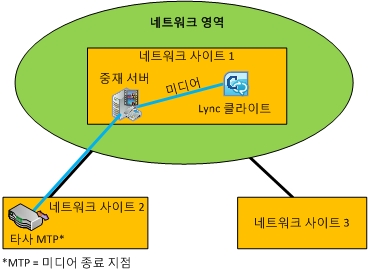 네트워크 영역
네트워크 사이트 1
중재 서버
미디어
Lync 클라이트
네트워크 사이트 2
타사 MTP*
네트워크 사이트 3
*MTP = 미디어 종료 지점